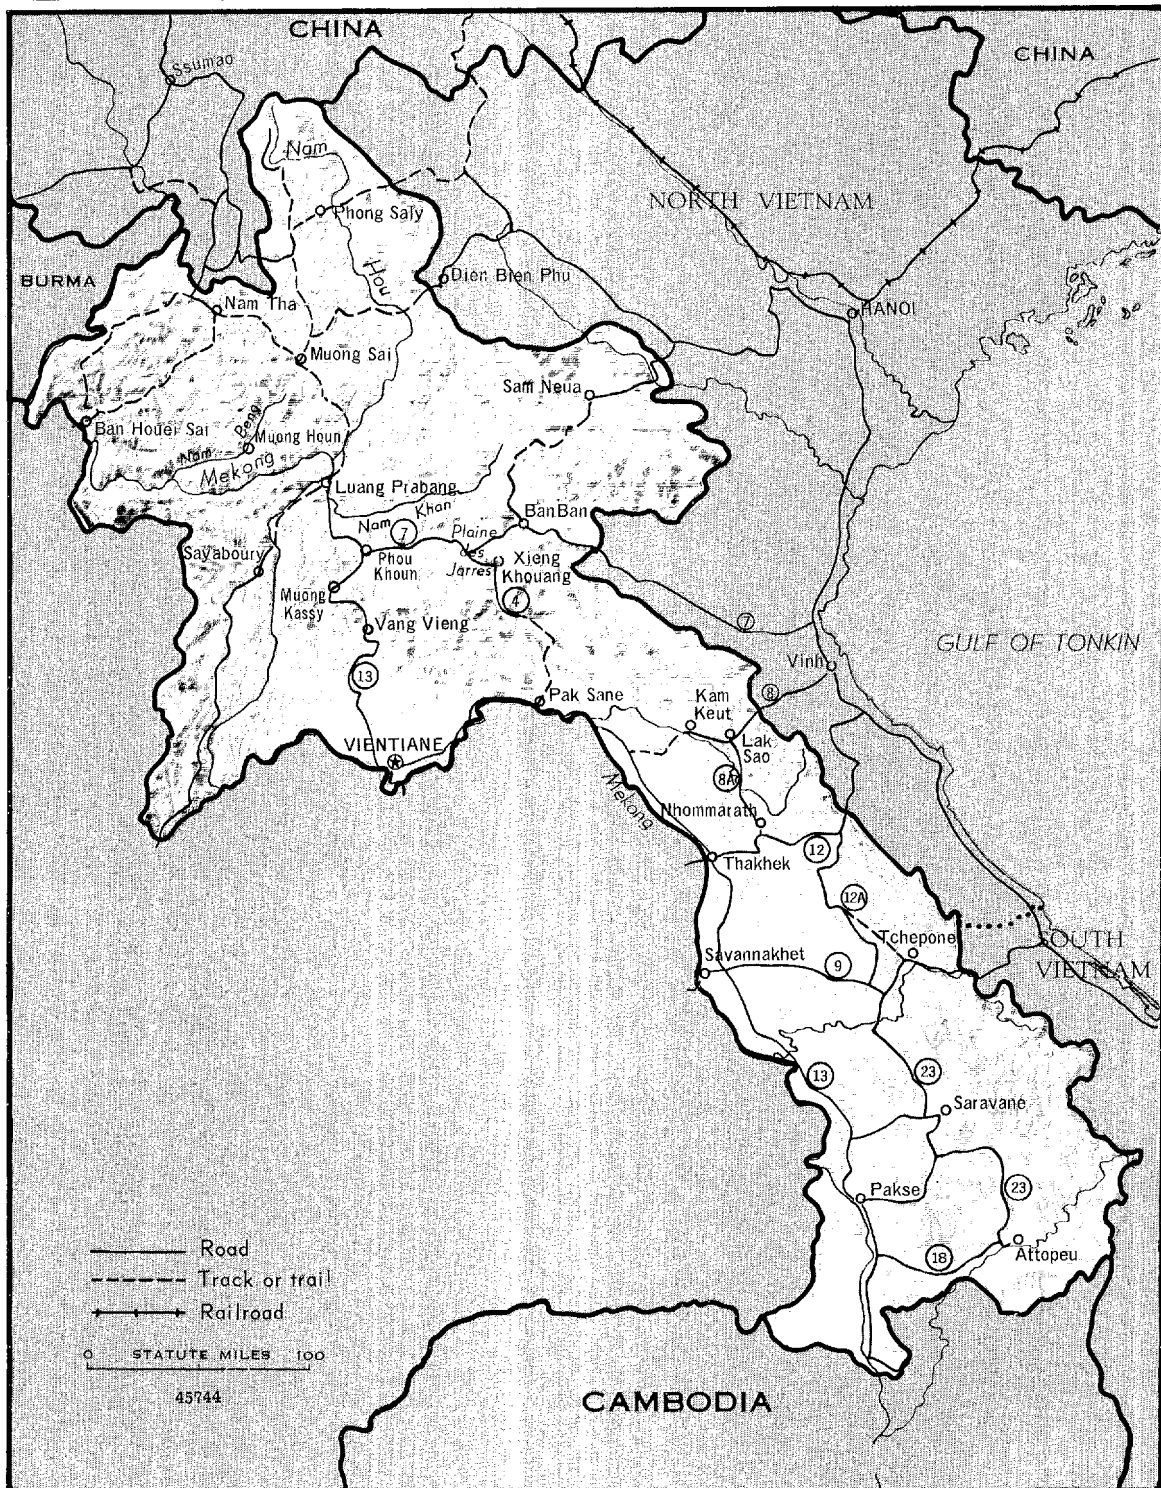 CHINA
CHINA
Ssumao
Nam
NORTH VIETNAM
Phong Saly
Hou
BURMA
Dien Bien Phu
Nam Tha
HANOI
Muong Sai
Sam Neua
Ban Houei Sai
Beng
Muong Houn
Nam
Mekong
Luang Prabang
Khan
BanBan
Nam
7
Plaine
des
Jarres
Sayaboury
Phou
Khoun
Xieng
Khouang
Muong
Kassy
4
7
Vang Vieng
GULF OF TONKIN
Vinh
13
8
Pak Sane
Kam
Keut
VIENTIANE
Lak
Sao
8A
Mekong
Nhommarath
12
Thakhek
12A
Tchepone
SOUTH
VIETNAM
Savannakhet
9
13
23
Saravane
Pakse
23
18
Attopeu
Road
Track or trail
Railroad
0 STATUTE MILES 100
45744
CAMBODIA